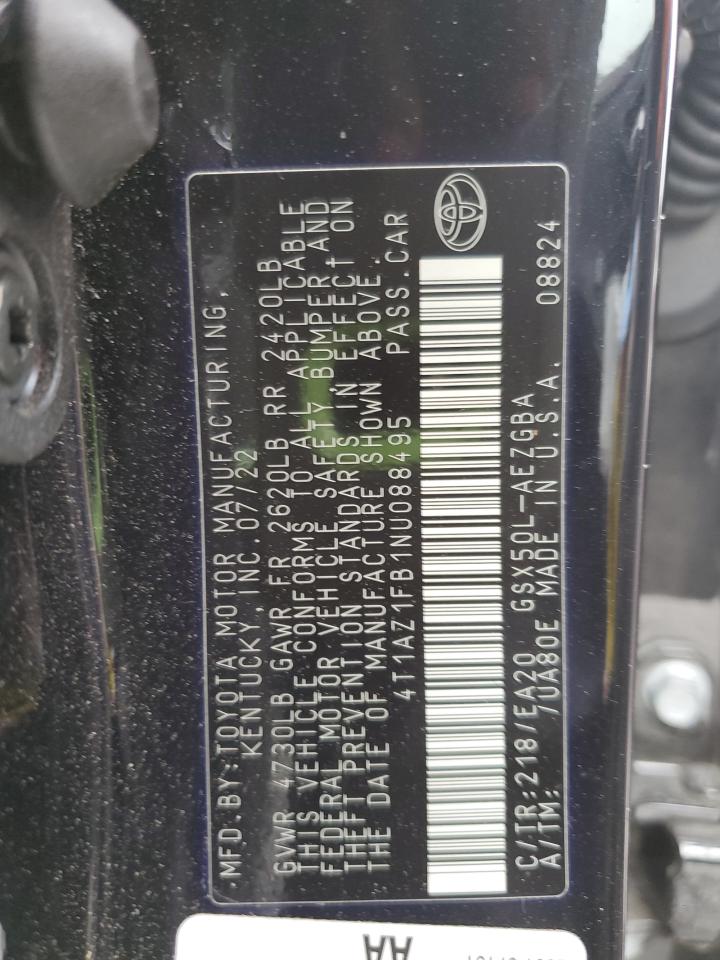 MFD.BY:TOYOTA MOTOR MANUFACTURING,
KENTUCKY, INC. 07/22
GVWR 4730LB GAWR FR 2620LB RR 2420LB
THIS VEHICLE CONFORMS TO ALL APPLICABLE
FEDERAL MOTOR VEHICLE SAFETY, BUMPER, AND
THEFT PREVENTION STANDARDS IN EFFECT ON
THE DATE OF MANUFACTURE SHOWN ABOVE.
4T1AZ1FB1NU088495 PASS.CAR
C/TR:218/EA20 GSX50L-AEZGBA
A/TM: /UA80E MADE IN U.S.A. 08824
AA